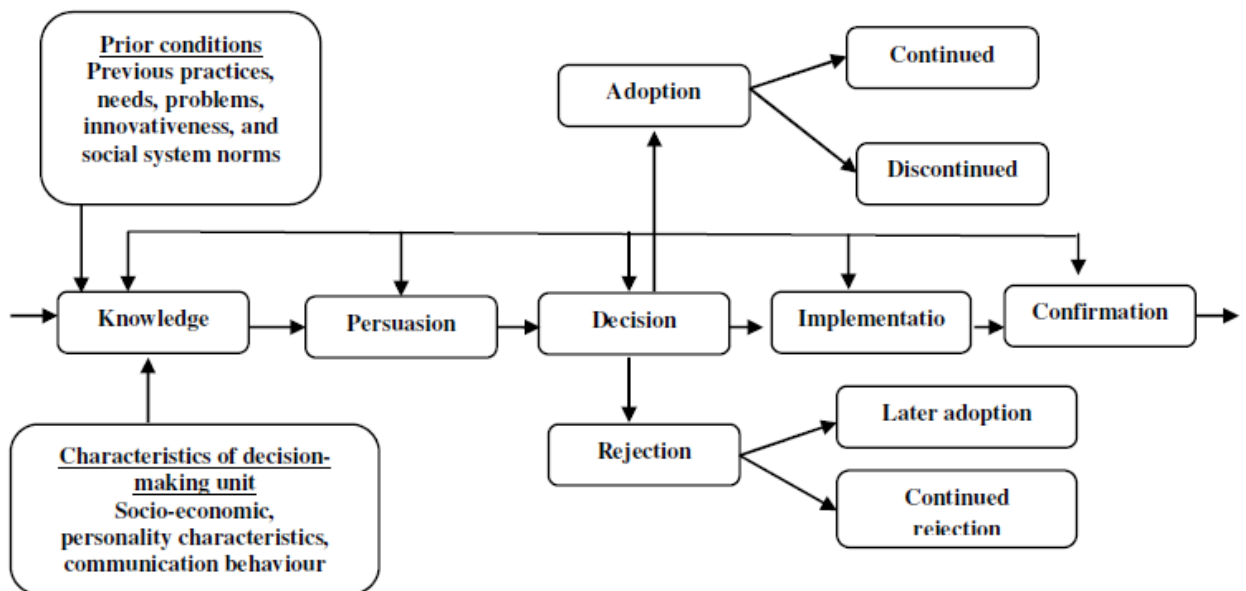 Prior conditions
Previous practices,
needs, problems,
innovativeness, and
social system norms
Adoption
Continued
Discontinued
Knowledge
Persuasion
Decision
Implementatio
Confirmation
Characteristics of decision-
making unit
Socio-economic,
personality characteristics,
communication behaviour
Rejection
Later adoption
Continued
rejection